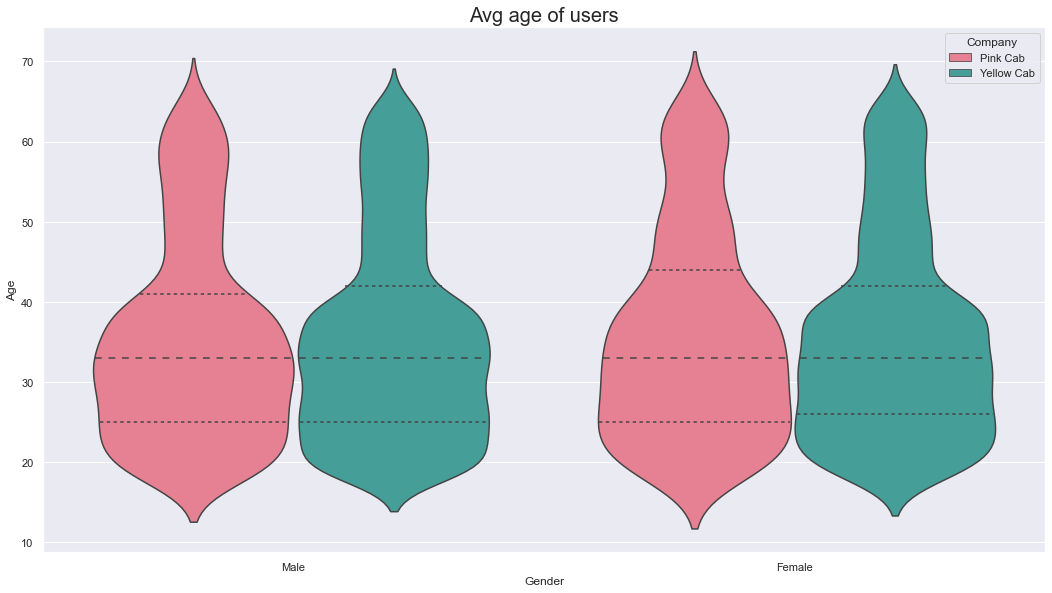 Avg age of users
Company
Pink Cab
Yellow Cab
70
60
50
40
30
20
10
Age
Male
Female
Gender